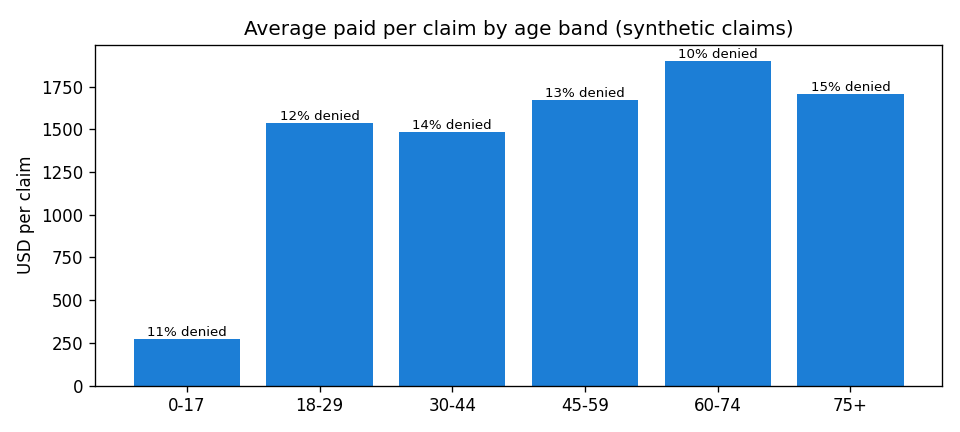 Average paid per claim by age band (synthetic claims)
USD per claim
1750
1500
1250
1000
750
500
250
0
11% denied
12% denied
14% denied
13% denied
10% denied
15% denied
0-17
18-29
30-44
45-59
60-74
75+